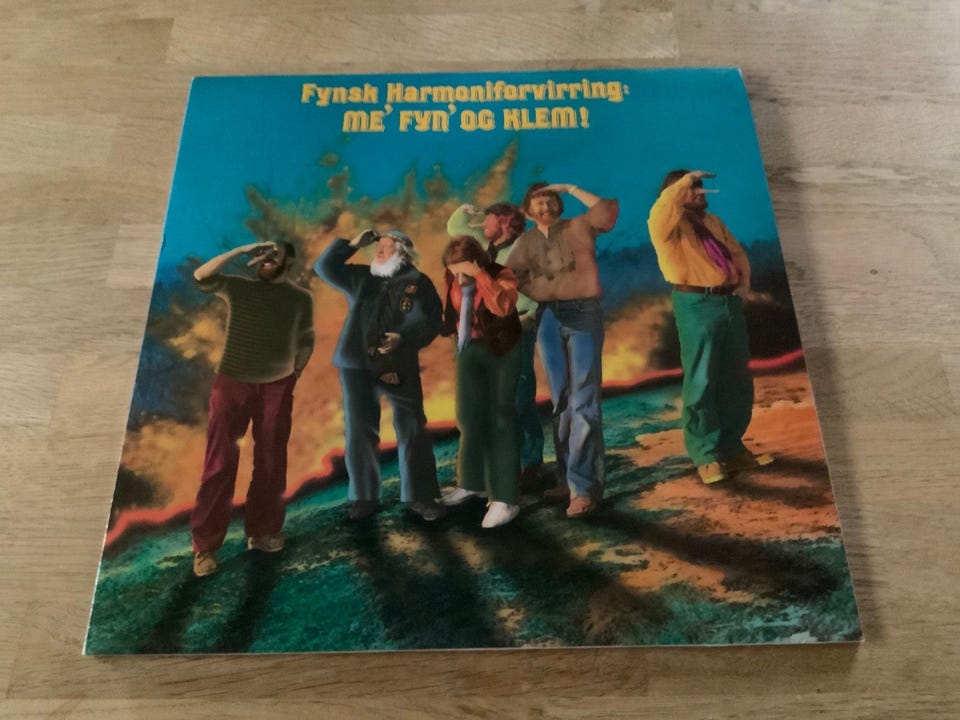 Fynsk Harmoniforvirring:
ME' FYN' OG KLEM!